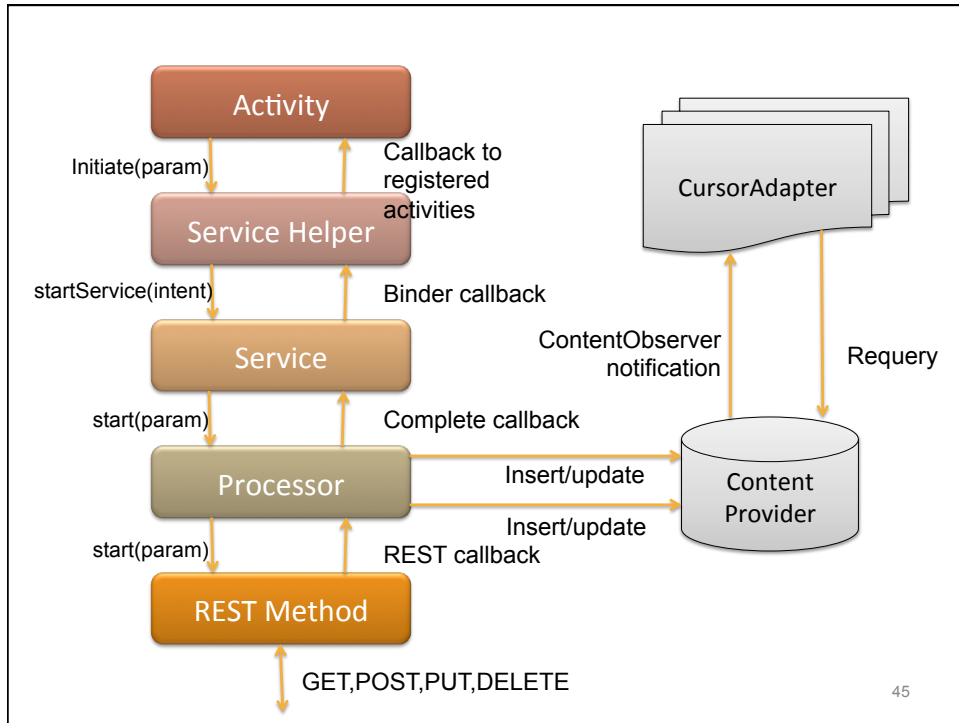 Activity
Initiate(param)
Callback to
registered
activities
Service Helper
startService(intent)
Binder callback
Service
start(param)
Complete callback
Processor
start(param)
REST callback
REST Method
GET,POST,PUT,DELETE
Insert/update
Insert/update
CursorAdapter
ContentObserver
notification
Requery
Content
Provider
45